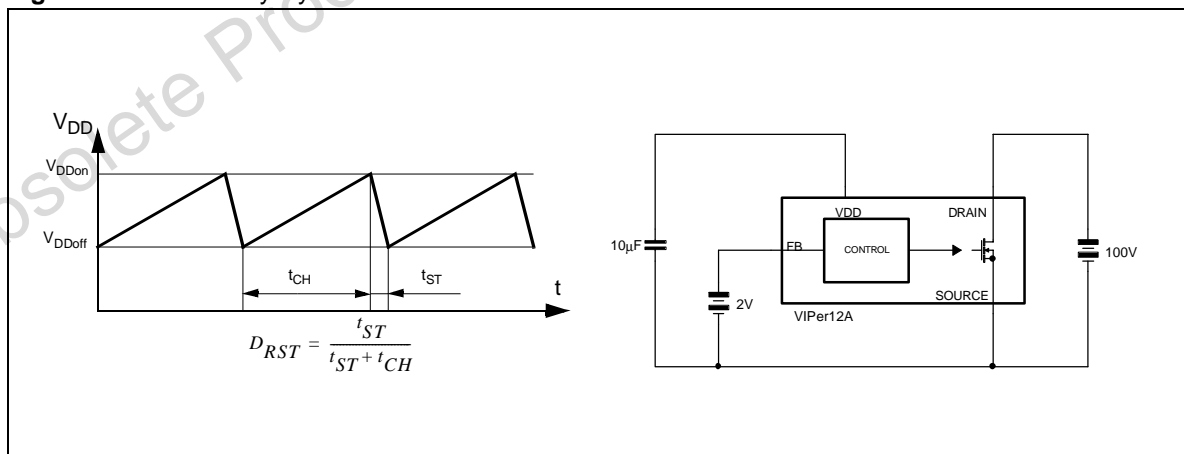 V_DD
V_DDon
V_DDoff
t_CH
t_ST
t
D_RST = t_ST / (t_ST + t_CH)
10μF
VDD
DRAIN
FB
CONTROL
2V
SOURCE
VIPer12A
100V